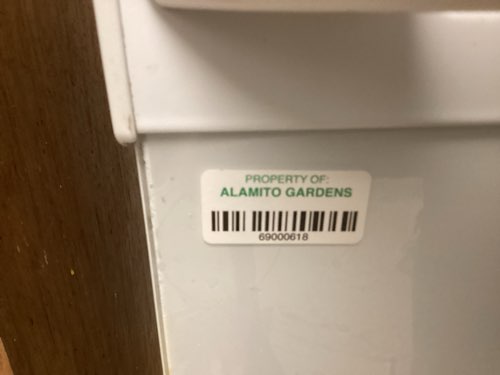 PROPERTY OF:
ALAMITO GARDENS
69000618